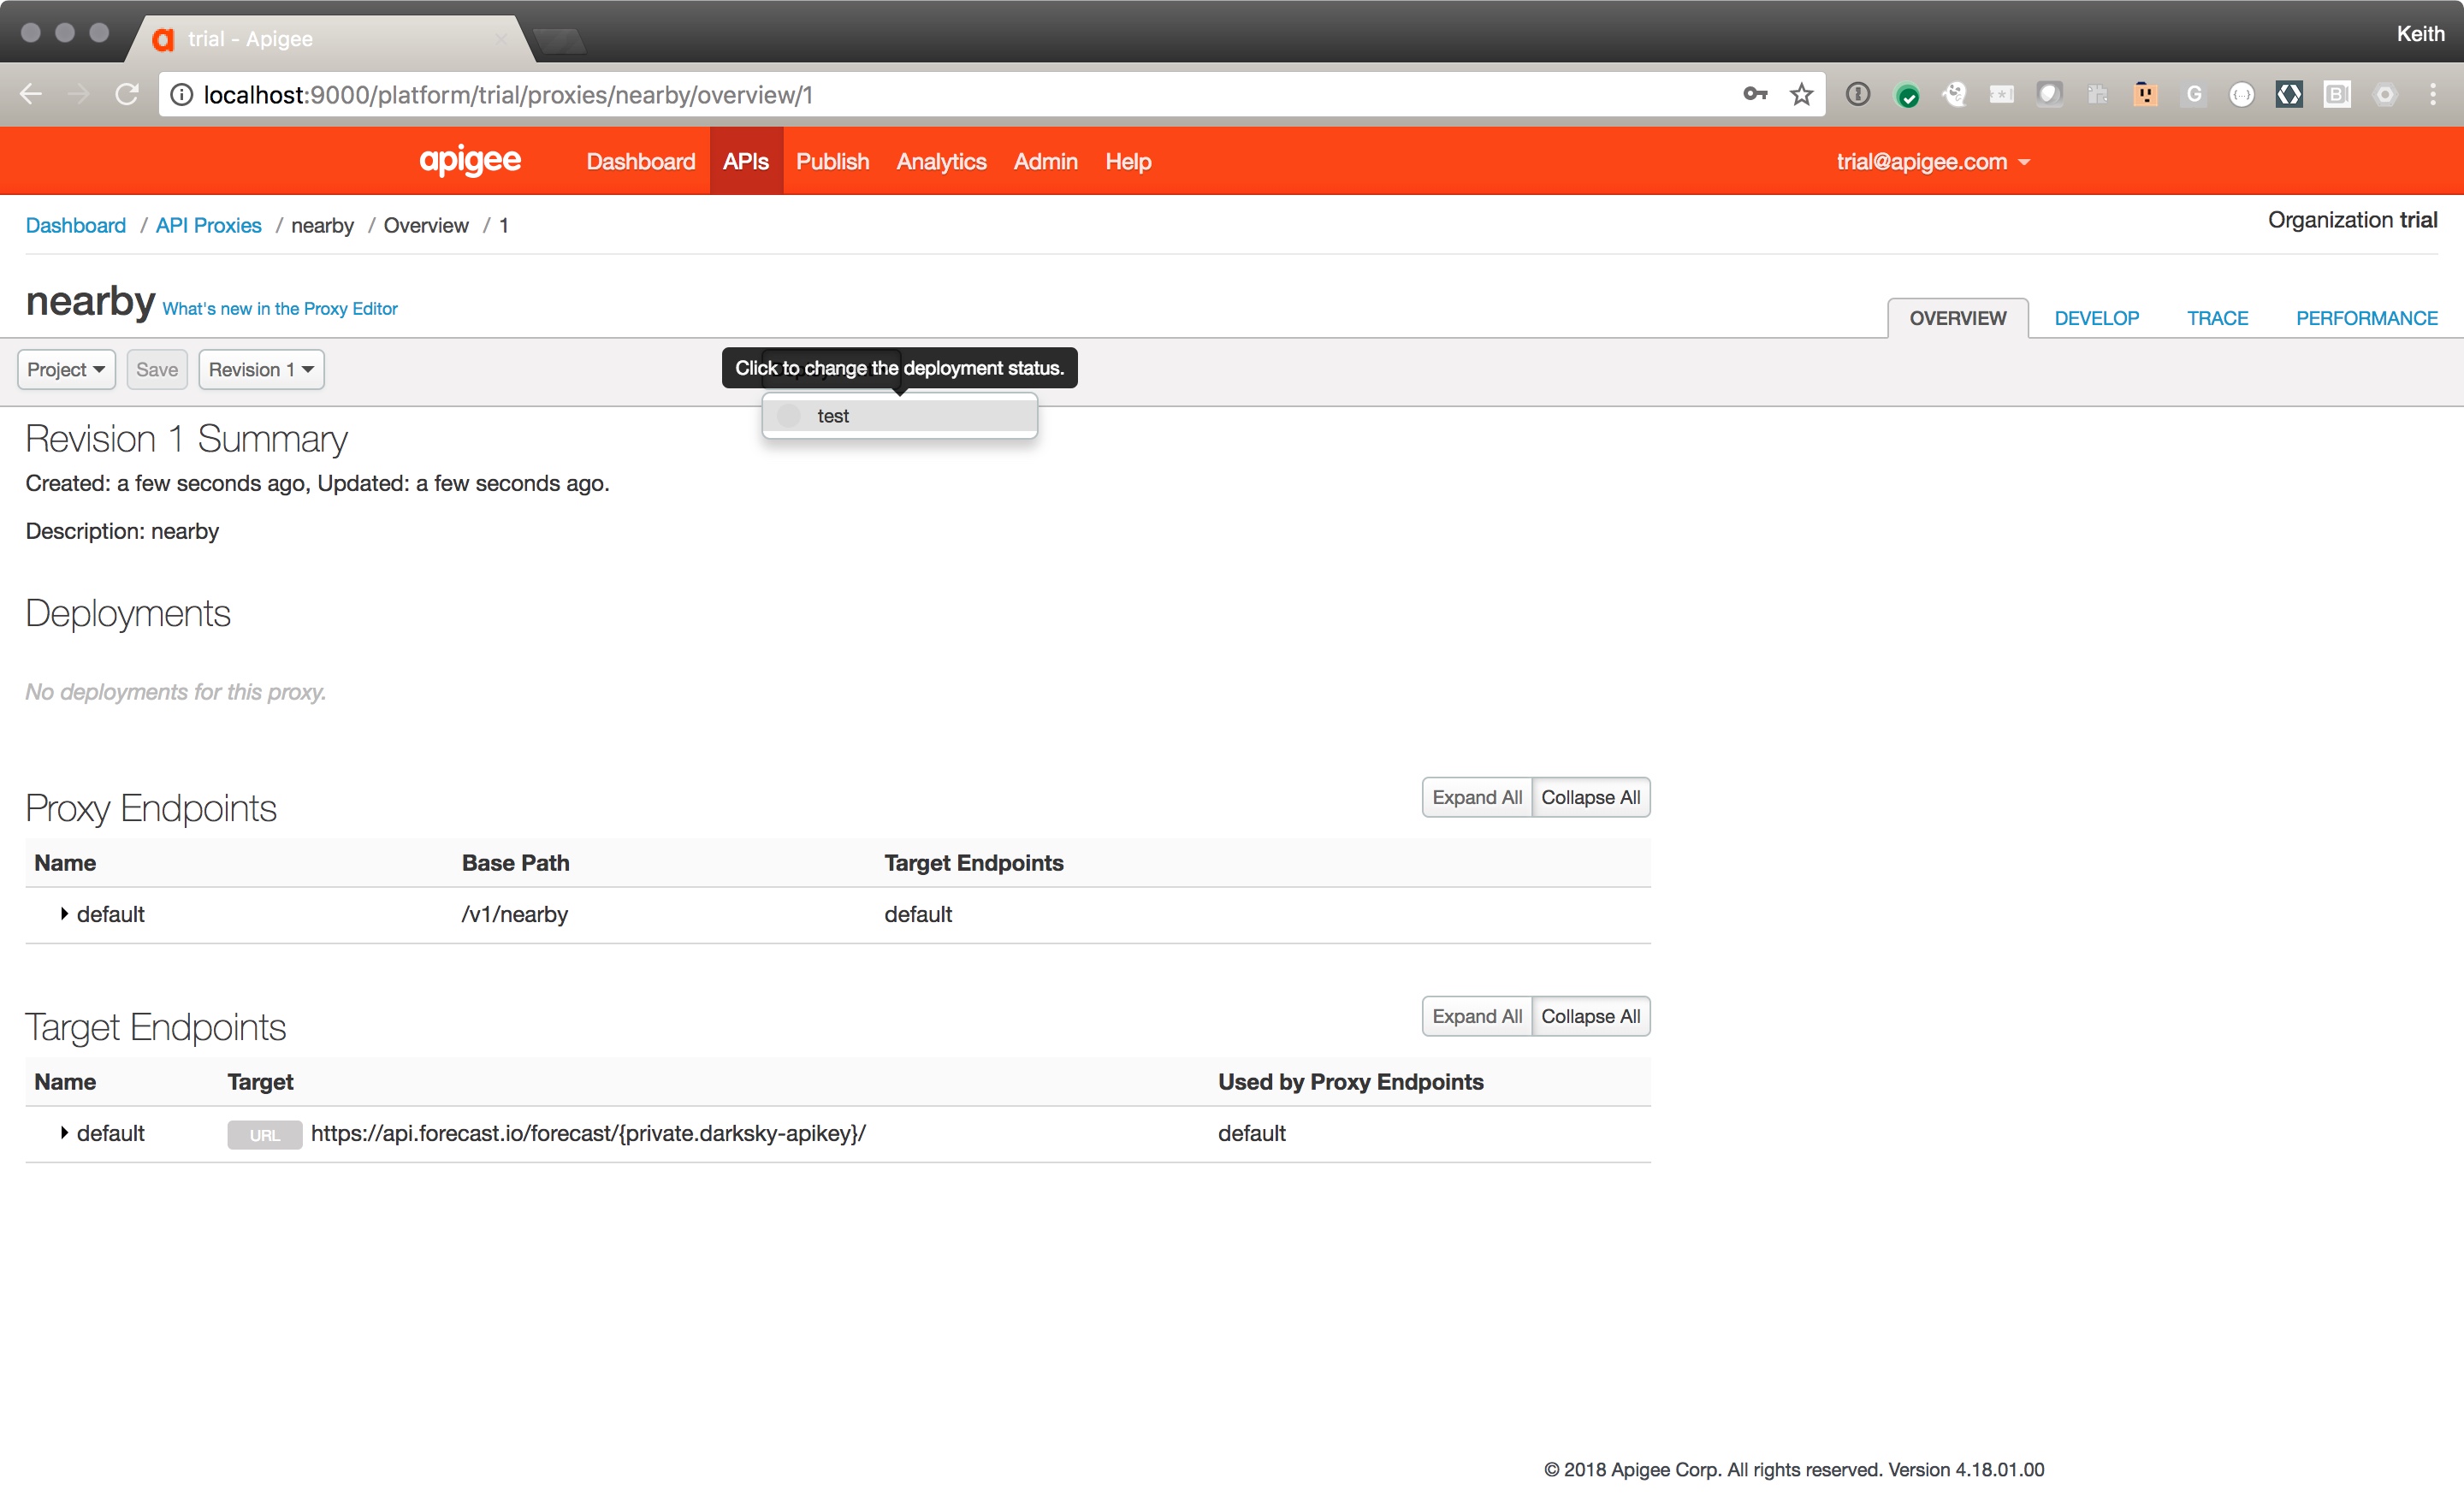 trial - Apigee
Keith
localhost:9000/platform/trial/proxies/nearby/overview/1
apigee Dashboard APIs Publish Analytics Admin Help trial@apigee.com
Dashboard / API Proxies / nearby / Overview / 1
Organization trial
nearby What's new in the Proxy Editor
OVERVIEW DEVELOP TRACE PERFORMANCE
Project Save Revision 1
Click to change the deployment status.
test
Revision 1 Summary
Created: a few seconds ago, Updated: a few seconds ago.
Description: nearby
Deployments
No deployments for this proxy.
Proxy Endpoints
Expand All Collapse All
Name Base Path Target Endpoints
default /v1/nearby default
Target Endpoints
Expand All Collapse All
Name Target Used by Proxy Endpoints
default URL https://api.forecast.io/forecast/{private.darksky-apikey}/ default
© 2018 Apigee Corp. All rights reserved. Version 4.18.01.00